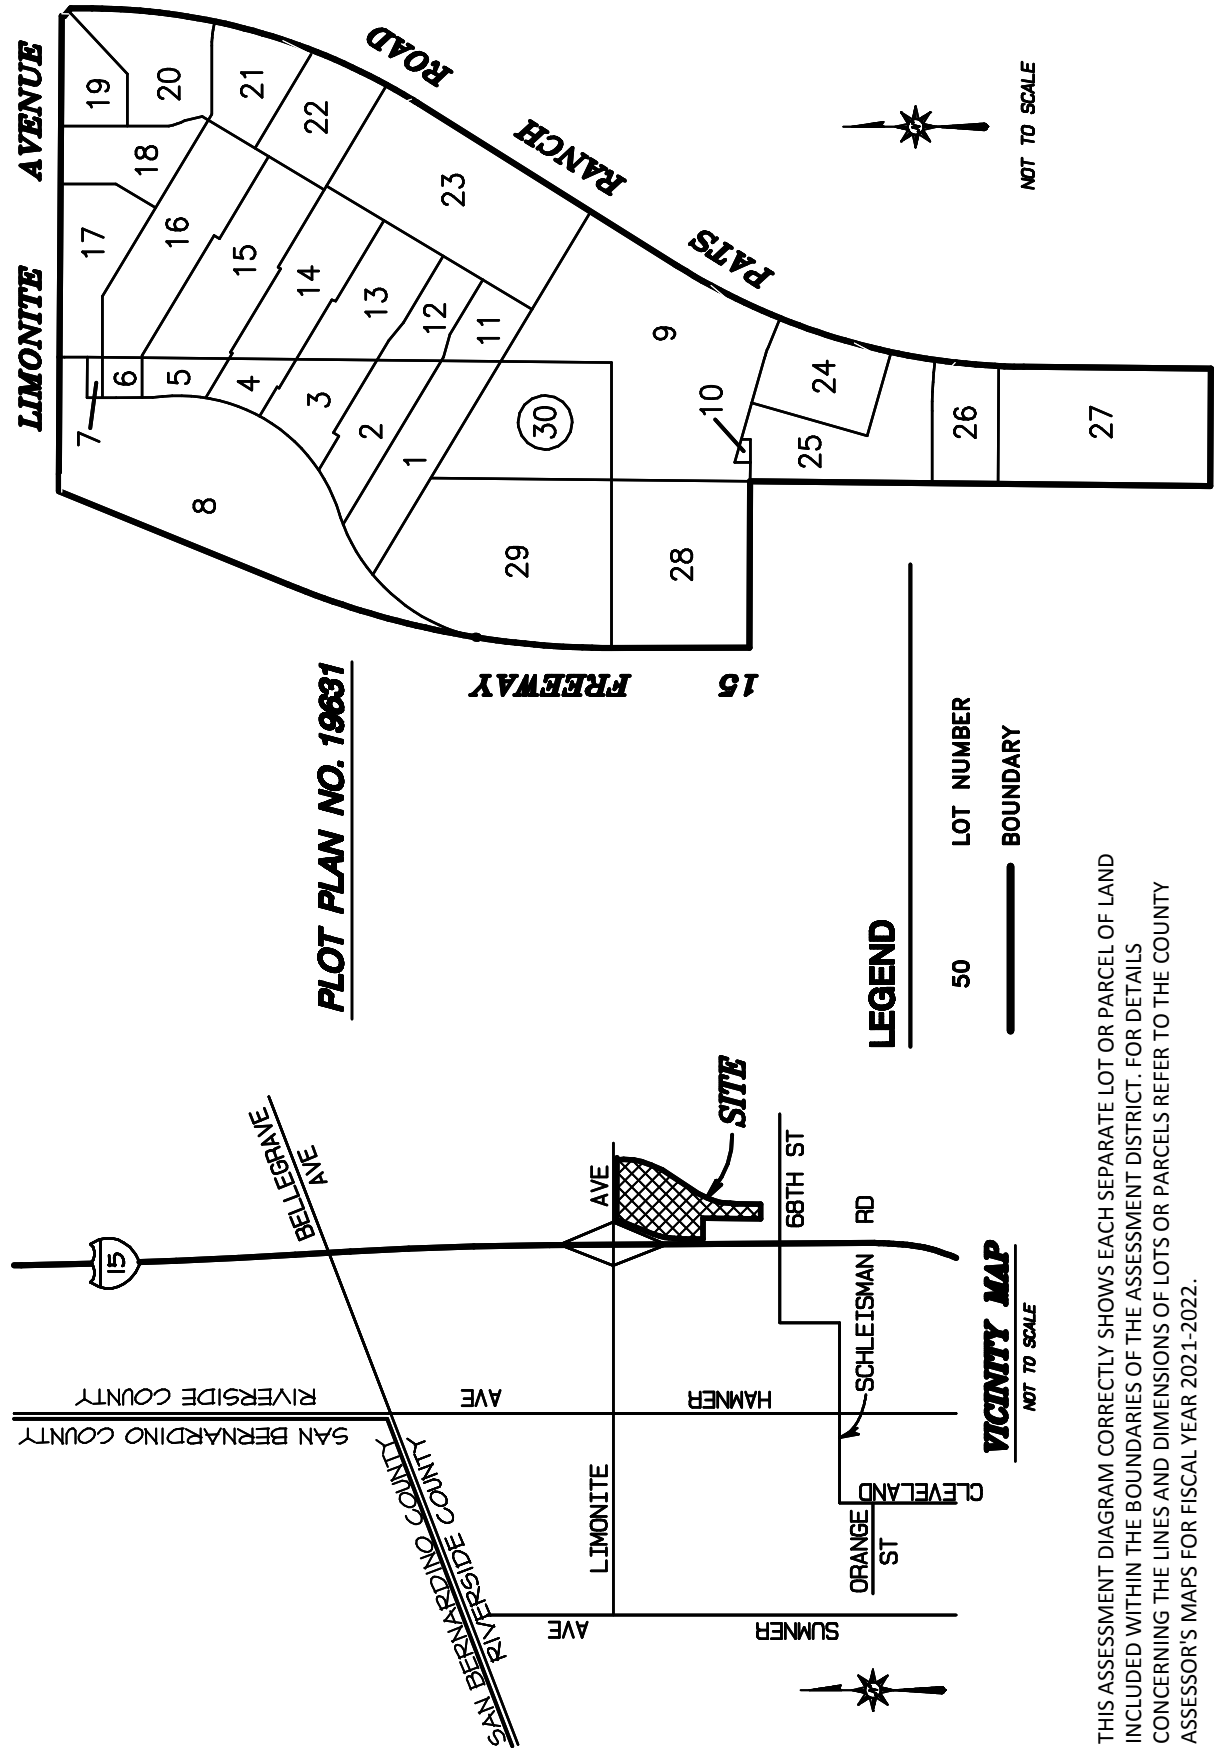 LIMONITE AVENUE
19
20
21
22
18
17
16
15
14
13
12
11
23
7
6
5
4
3
2
1
8
9
10
30
29
28
24
25
26
27
PATS RANCH ROAD
FREEWAY 15
N
NOT TO SCALE
PLOT PLAN NO. 19631
LEGEND
50 LOT NUMBER
BOUNDARY
15
BELLEGRAVE
AVE
SAN BERNARDINO COUNTY
RIVERSIDE COUNTY
SAN BERNARDINO COUNTY
RIVERSIDE COUNTY
HAMNER AVE
LIMONITE AVE
SITE
68TH ST
SCHLEISMAN RD
CLEVELAND
ORANGE
ST
SUMNER AVE
N
VICINITY MAP
NOT TO SCALE
THIS ASSESSMENT DIAGRAM CORRECTLY SHOWS EACH SEPARATE LOT OR PARCEL OF LAND
INCLUDED WITHIN THE BOUNDARIES OF THE ASSESSMENT DISTRICT. FOR DETAILS
CONCERNING THE LINES AND DIMENSIONS OF LOTS OR PARCELS REFER TO THE COUNTY
ASSESSOR'S MAPS FOR FISCAL YEAR 2021-2022.